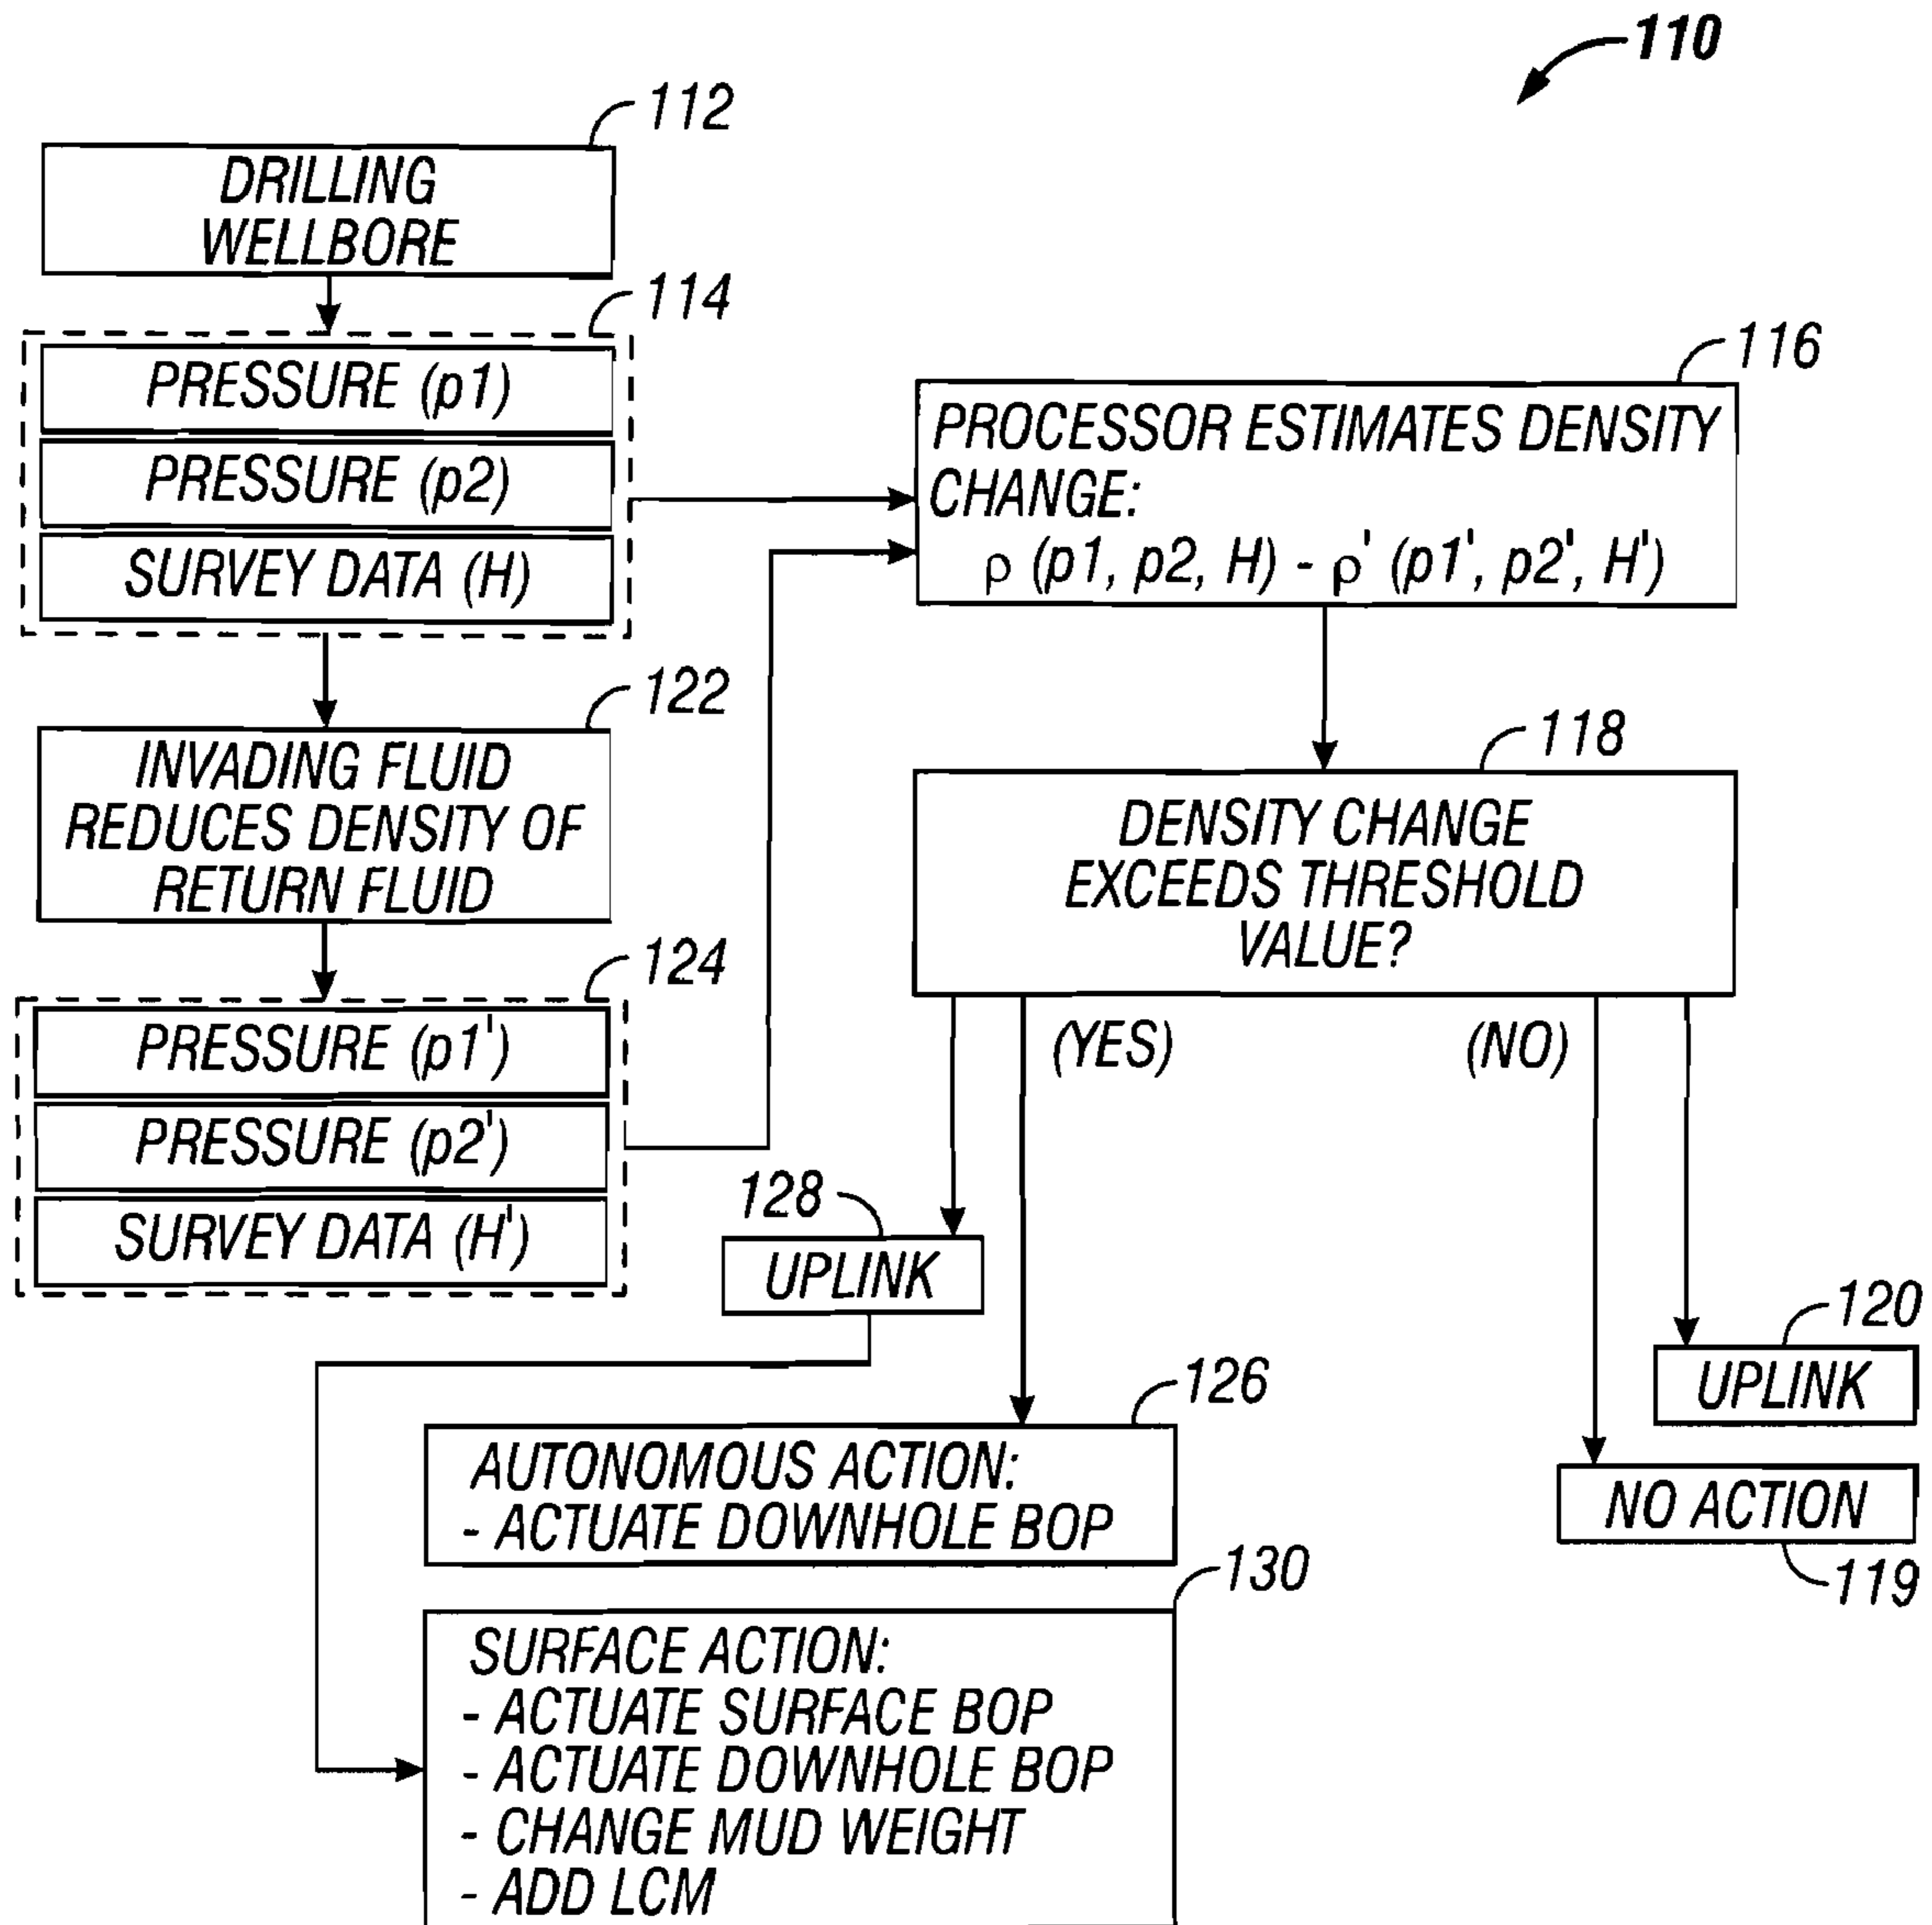 110
112
DRILLING
WELLBORE
114
PRESSURE (p1)
PRESSURE (p2)
SURVEY DATA (H)
116
PROCESSOR ESTIMATES DENSITY
CHANGE:
ρ (p1, p2, H) - ρ' (p1', p2', H')
122
INVADING FLUID
REDUCES DENSITY OF
RETURN FLUID
118
DENSITY CHANGE
EXCEEDS THRESHOLD
VALUE?
124
PRESSURE (p1')
PRESSURE (p2')
SURVEY DATA (H')
(YES)
(NO)
128
UPLINK
120
UPLINK
126
AUTONOMOUS ACTION:
- ACTUATE DOWNHOLE BOP
NO ACTION
119
130
SURFACE ACTION:
- ACTUATE SURFACE BOP
- ACTUATE DOWNHOLE BOP
- CHANGE MUD WEIGHT
- ADD LCM